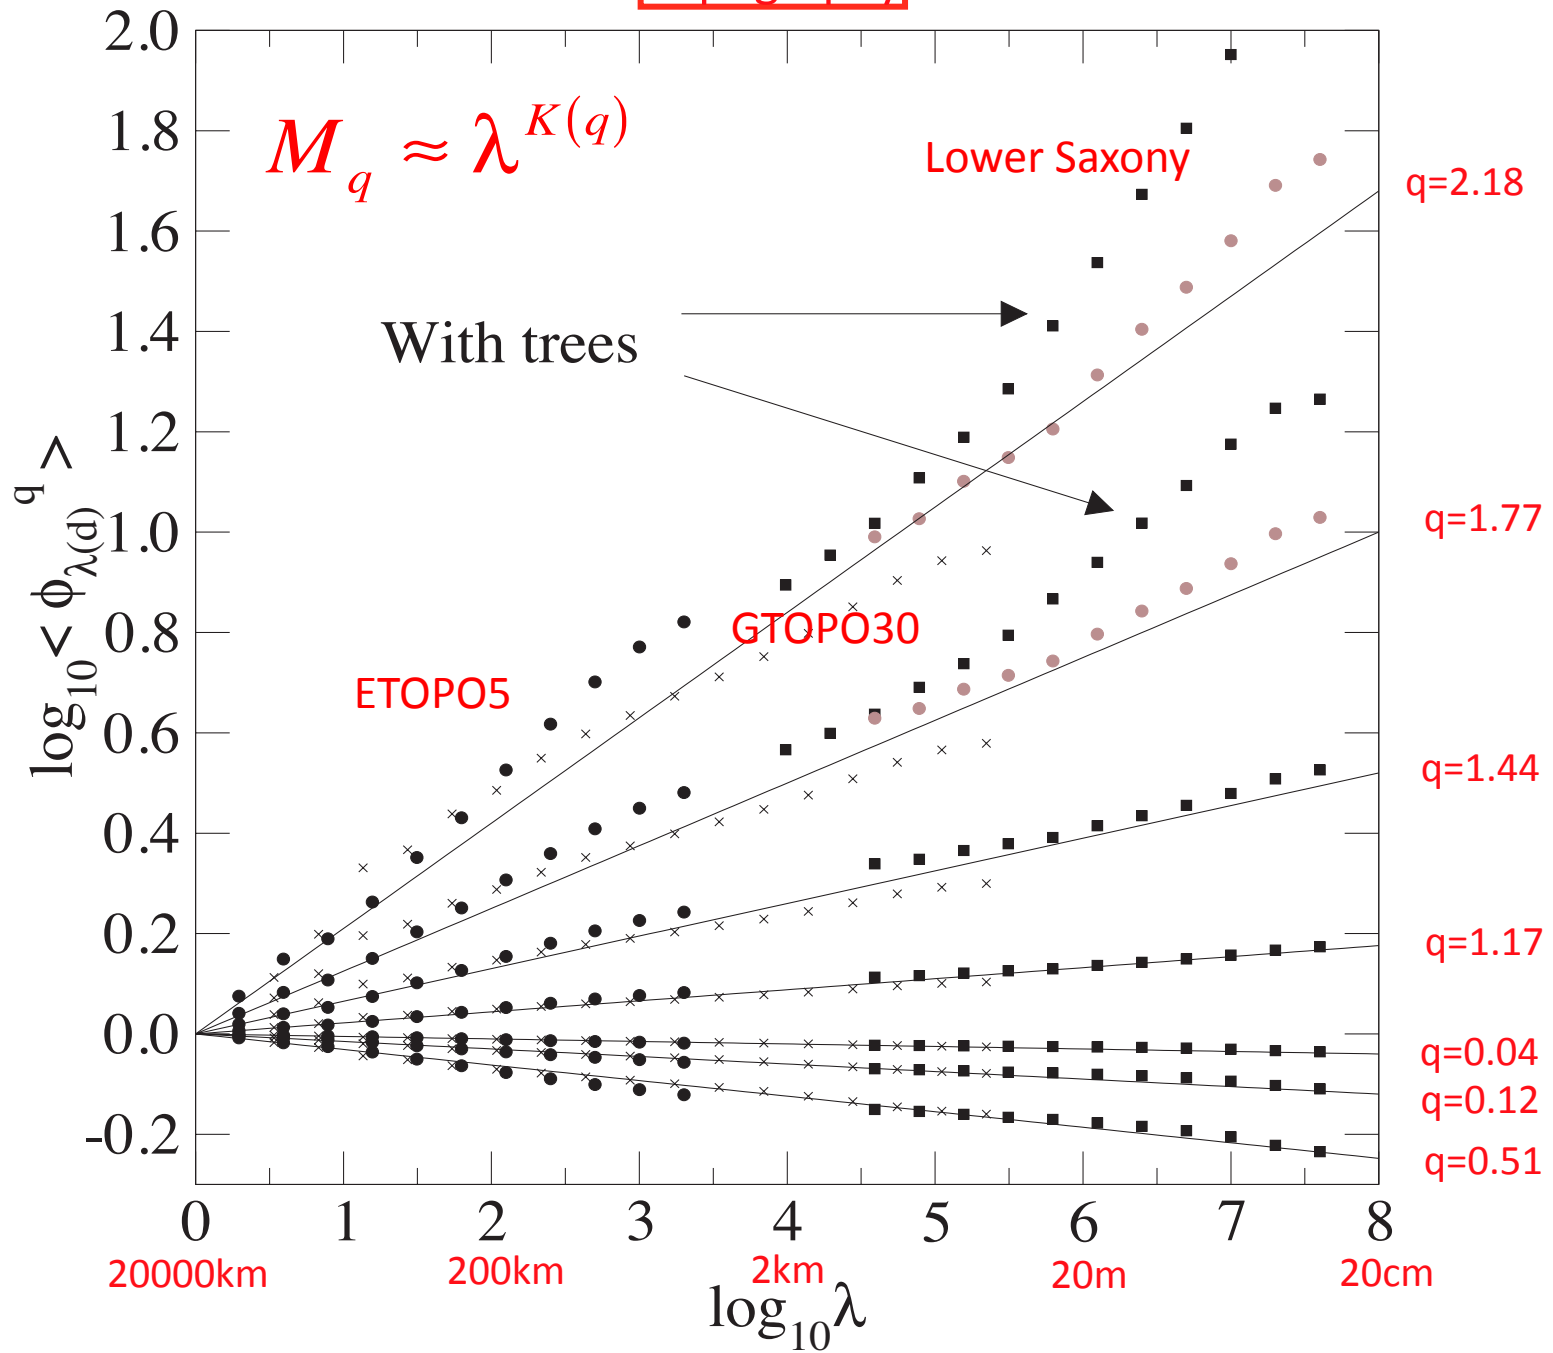 2.0
1.8
1.6
1.4
1.2
1.0
0.8
0.6
0.4
0.2
0.0
-0.2
log₁₀<ϕ_λ(d)^q>
M_q ≈ λ^K(q)
Lower Saxony
With trees
GTOPO30
ETOPO5
q=2.18
q=1.77
q=1.44
q=1.17
q=0.04
q=0.12
q=0.51
0 1 2 3 4 5 6 7 8
20000km 200km 2km 20m 20cm
log₁₀λ